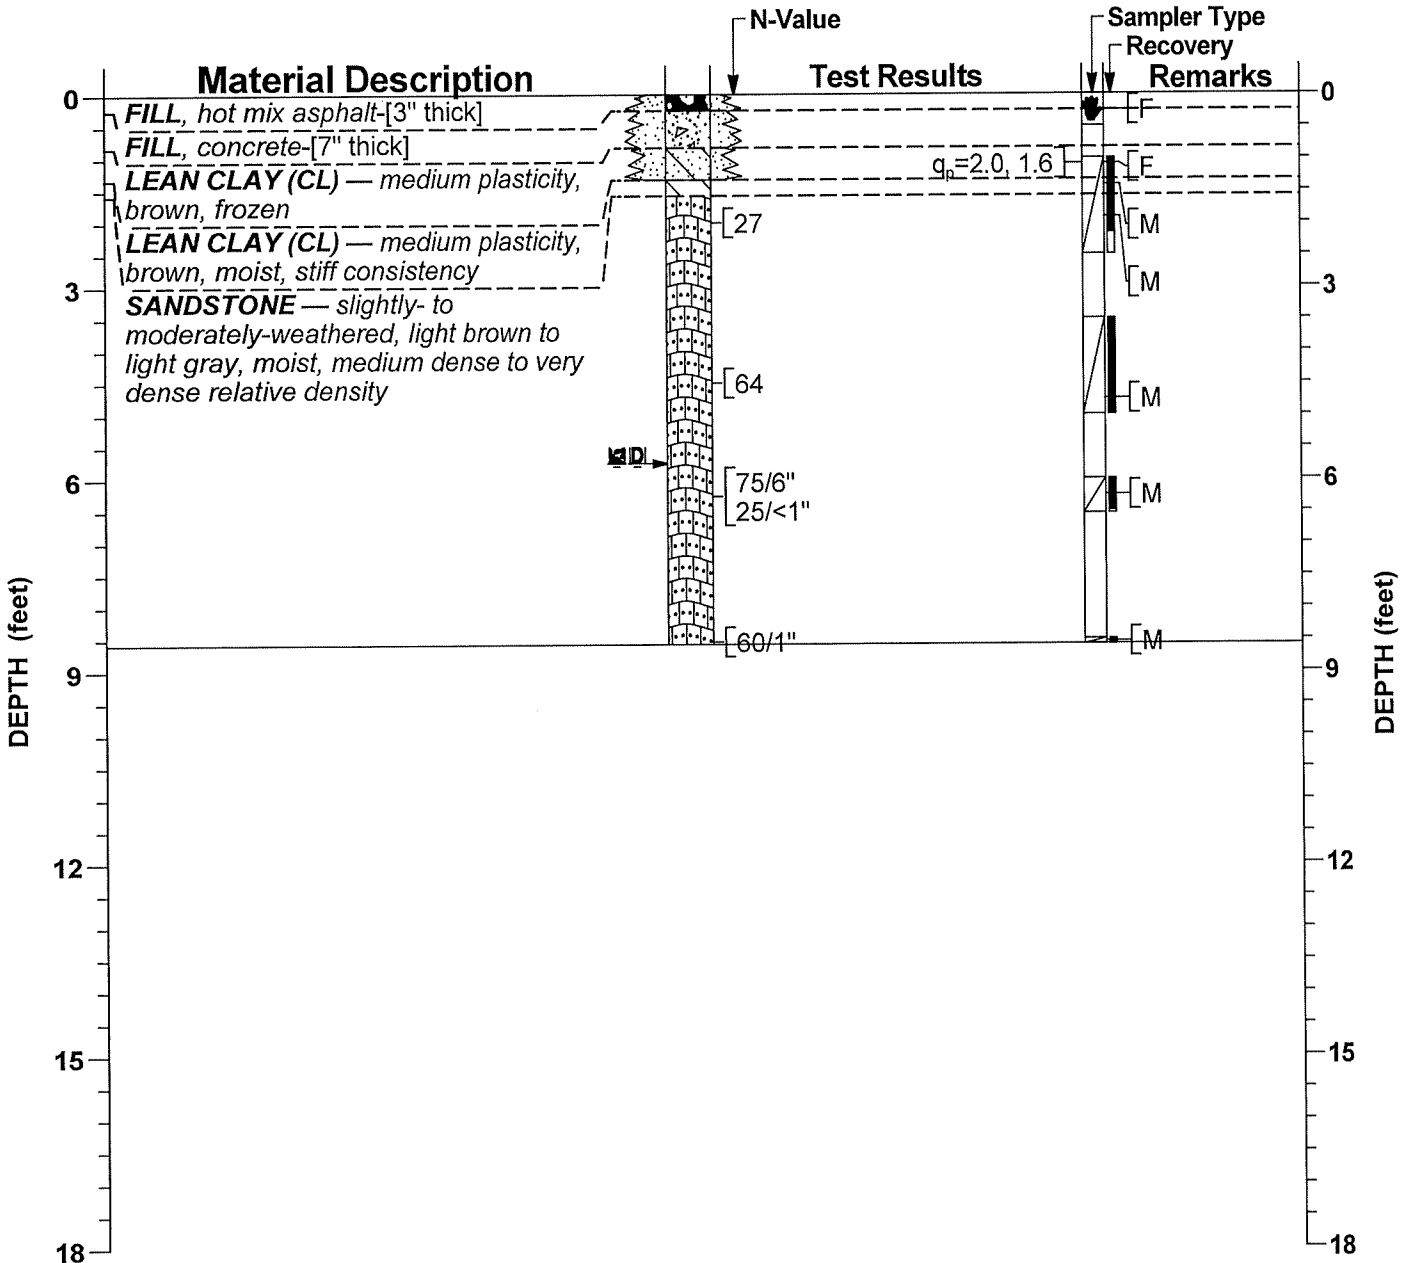 N-Value
Sampler Type
Recovery
Material Description
Test Results
Remarks
0
0
FILL, hot mix asphalt-[3" thick]
F
FILL, concrete-[7" thick]
qp=2.0, 1.6
F
LEAN CLAY (CL) — medium plasticity,
brown, frozen
27
M
LEAN CLAY (CL) — medium plasticity,
brown, moist, stiff consistency
M
3
3
SANDSTONE — slightly- to
moderately-weathered, light brown to
light gray, moist, medium dense to very
dense relative density
64
M
6
75/6"
25/<1"
M
6
60/1"
M
DEPTH (feet)
DEPTH (feet)
9
9
12
12
15
15
18
18